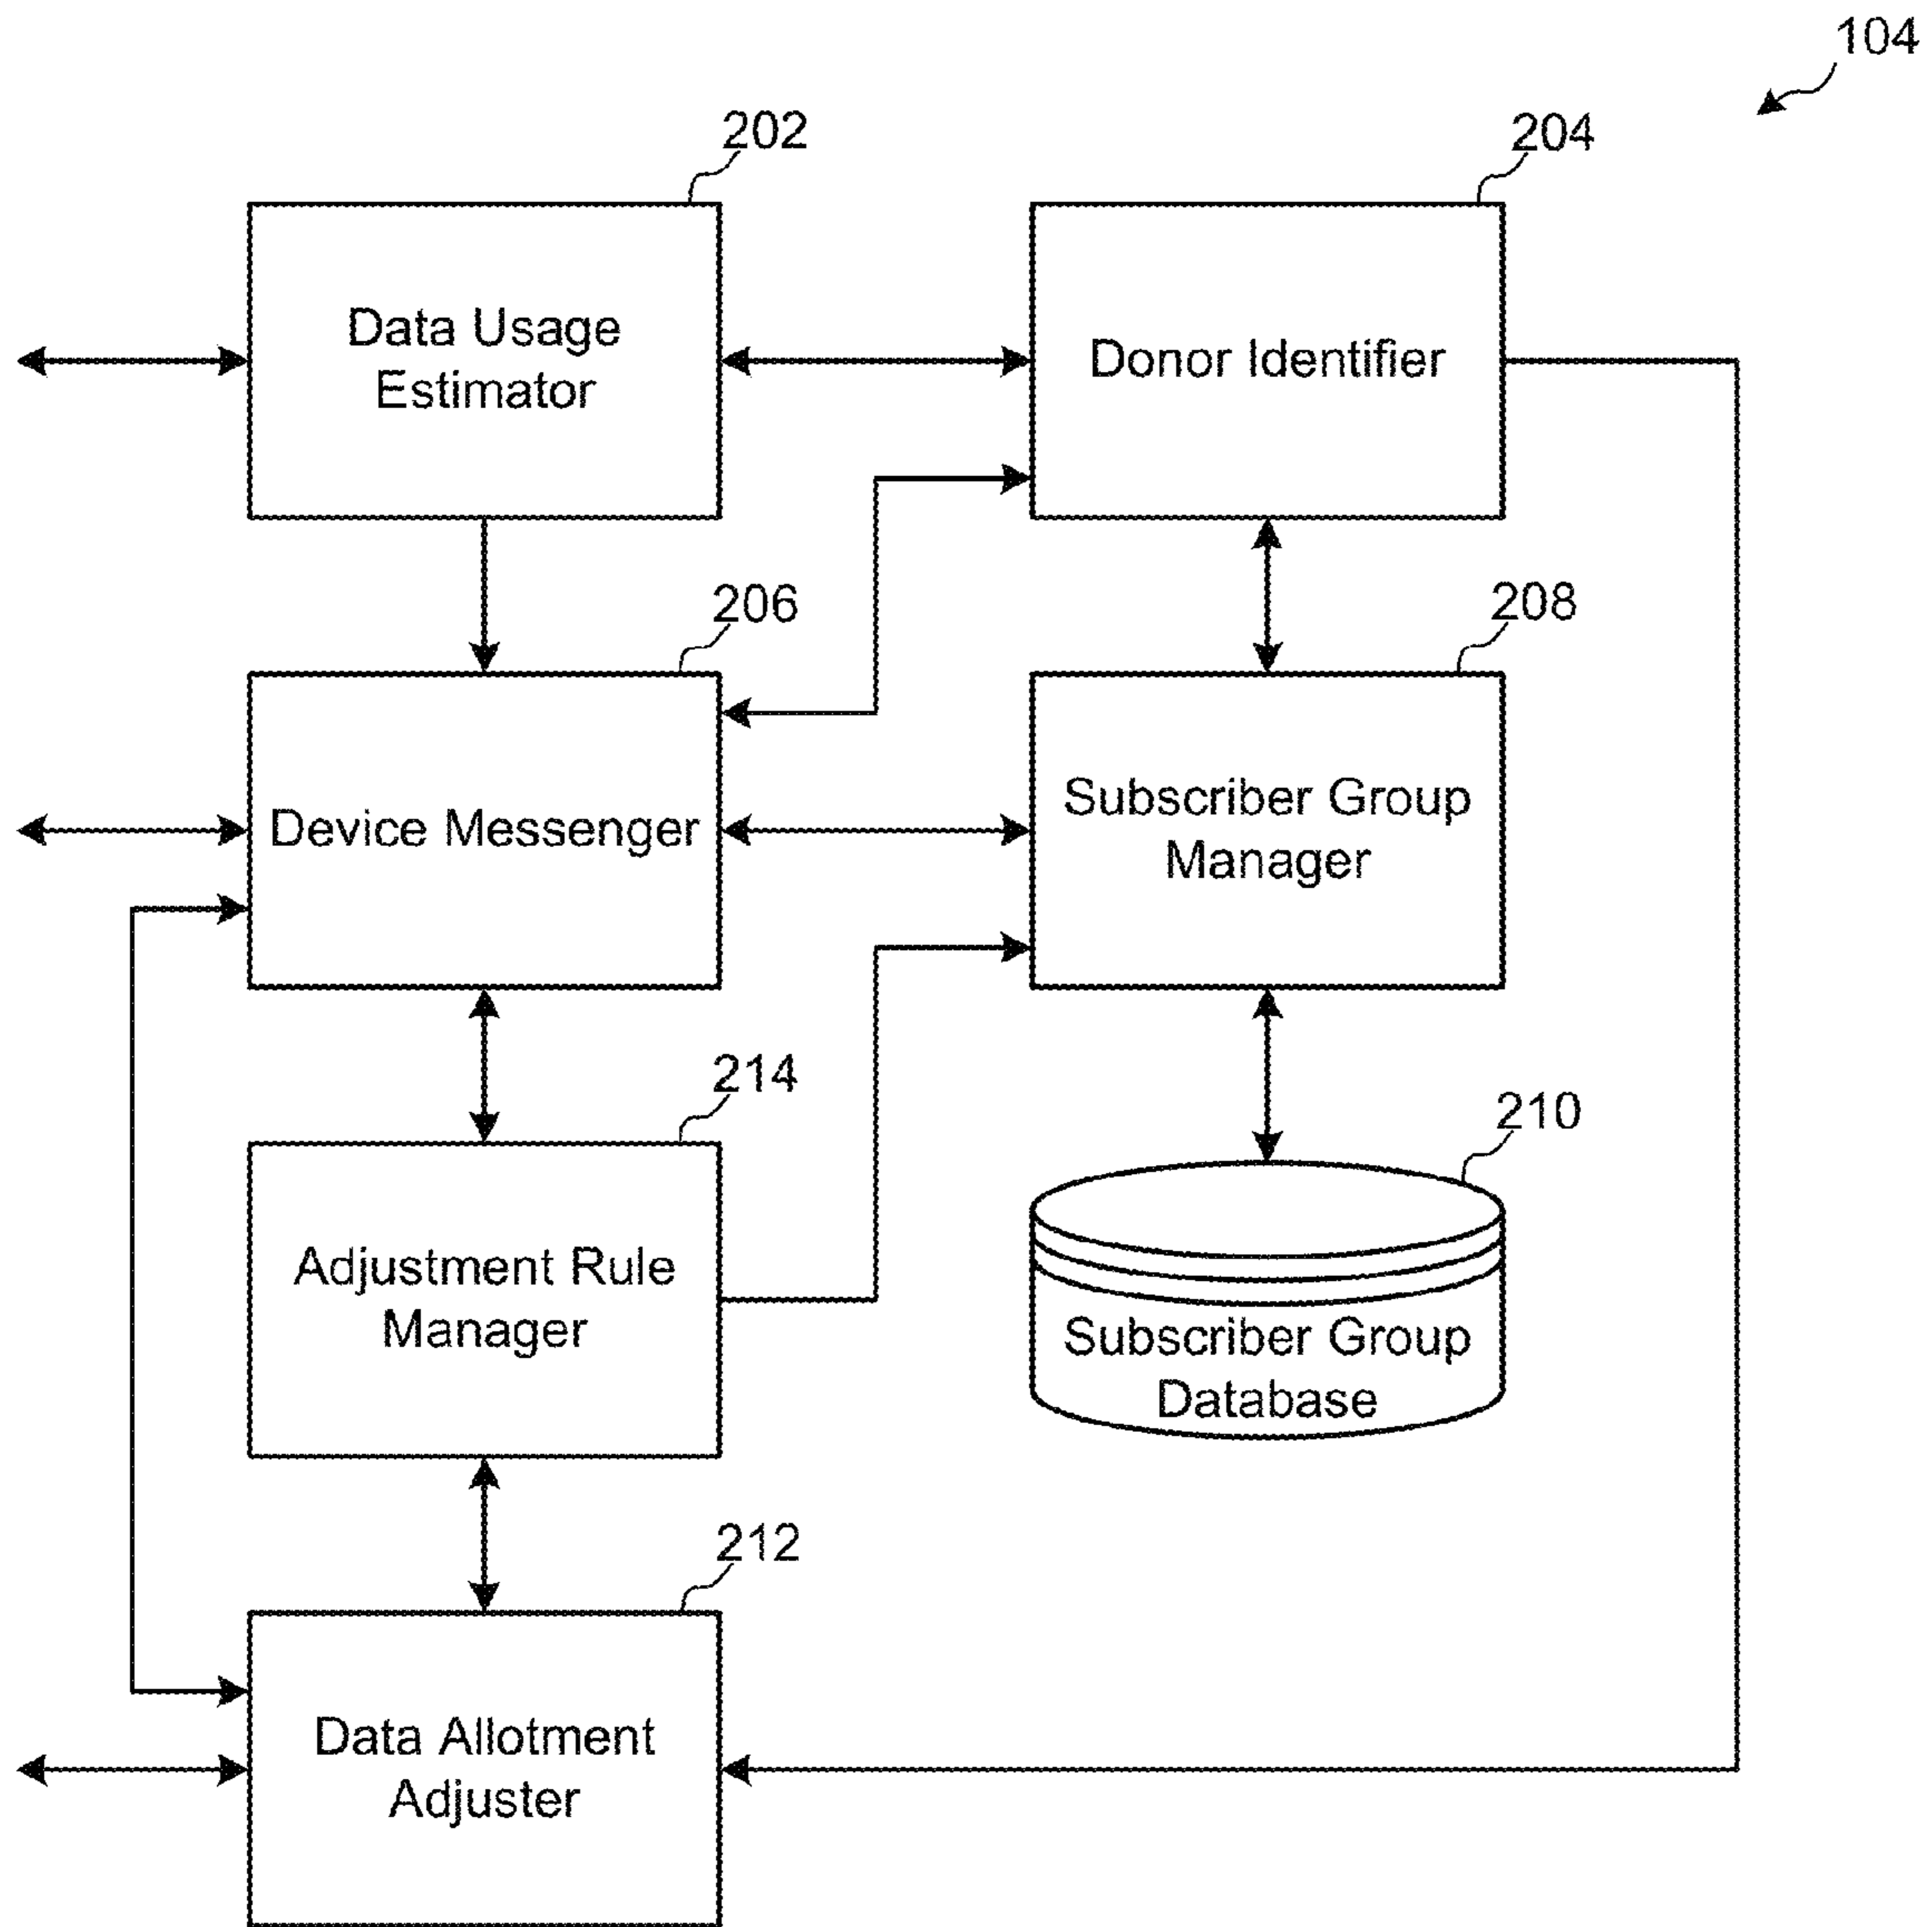 104
202
204
Data Usage
Estimator
Donor Identifier
206
208
Device Messenger
Subscriber Group
Manager
214
210
Adjustment Rule
Manager
Subscriber Group
Database
212
Data Allotment
Adjuster